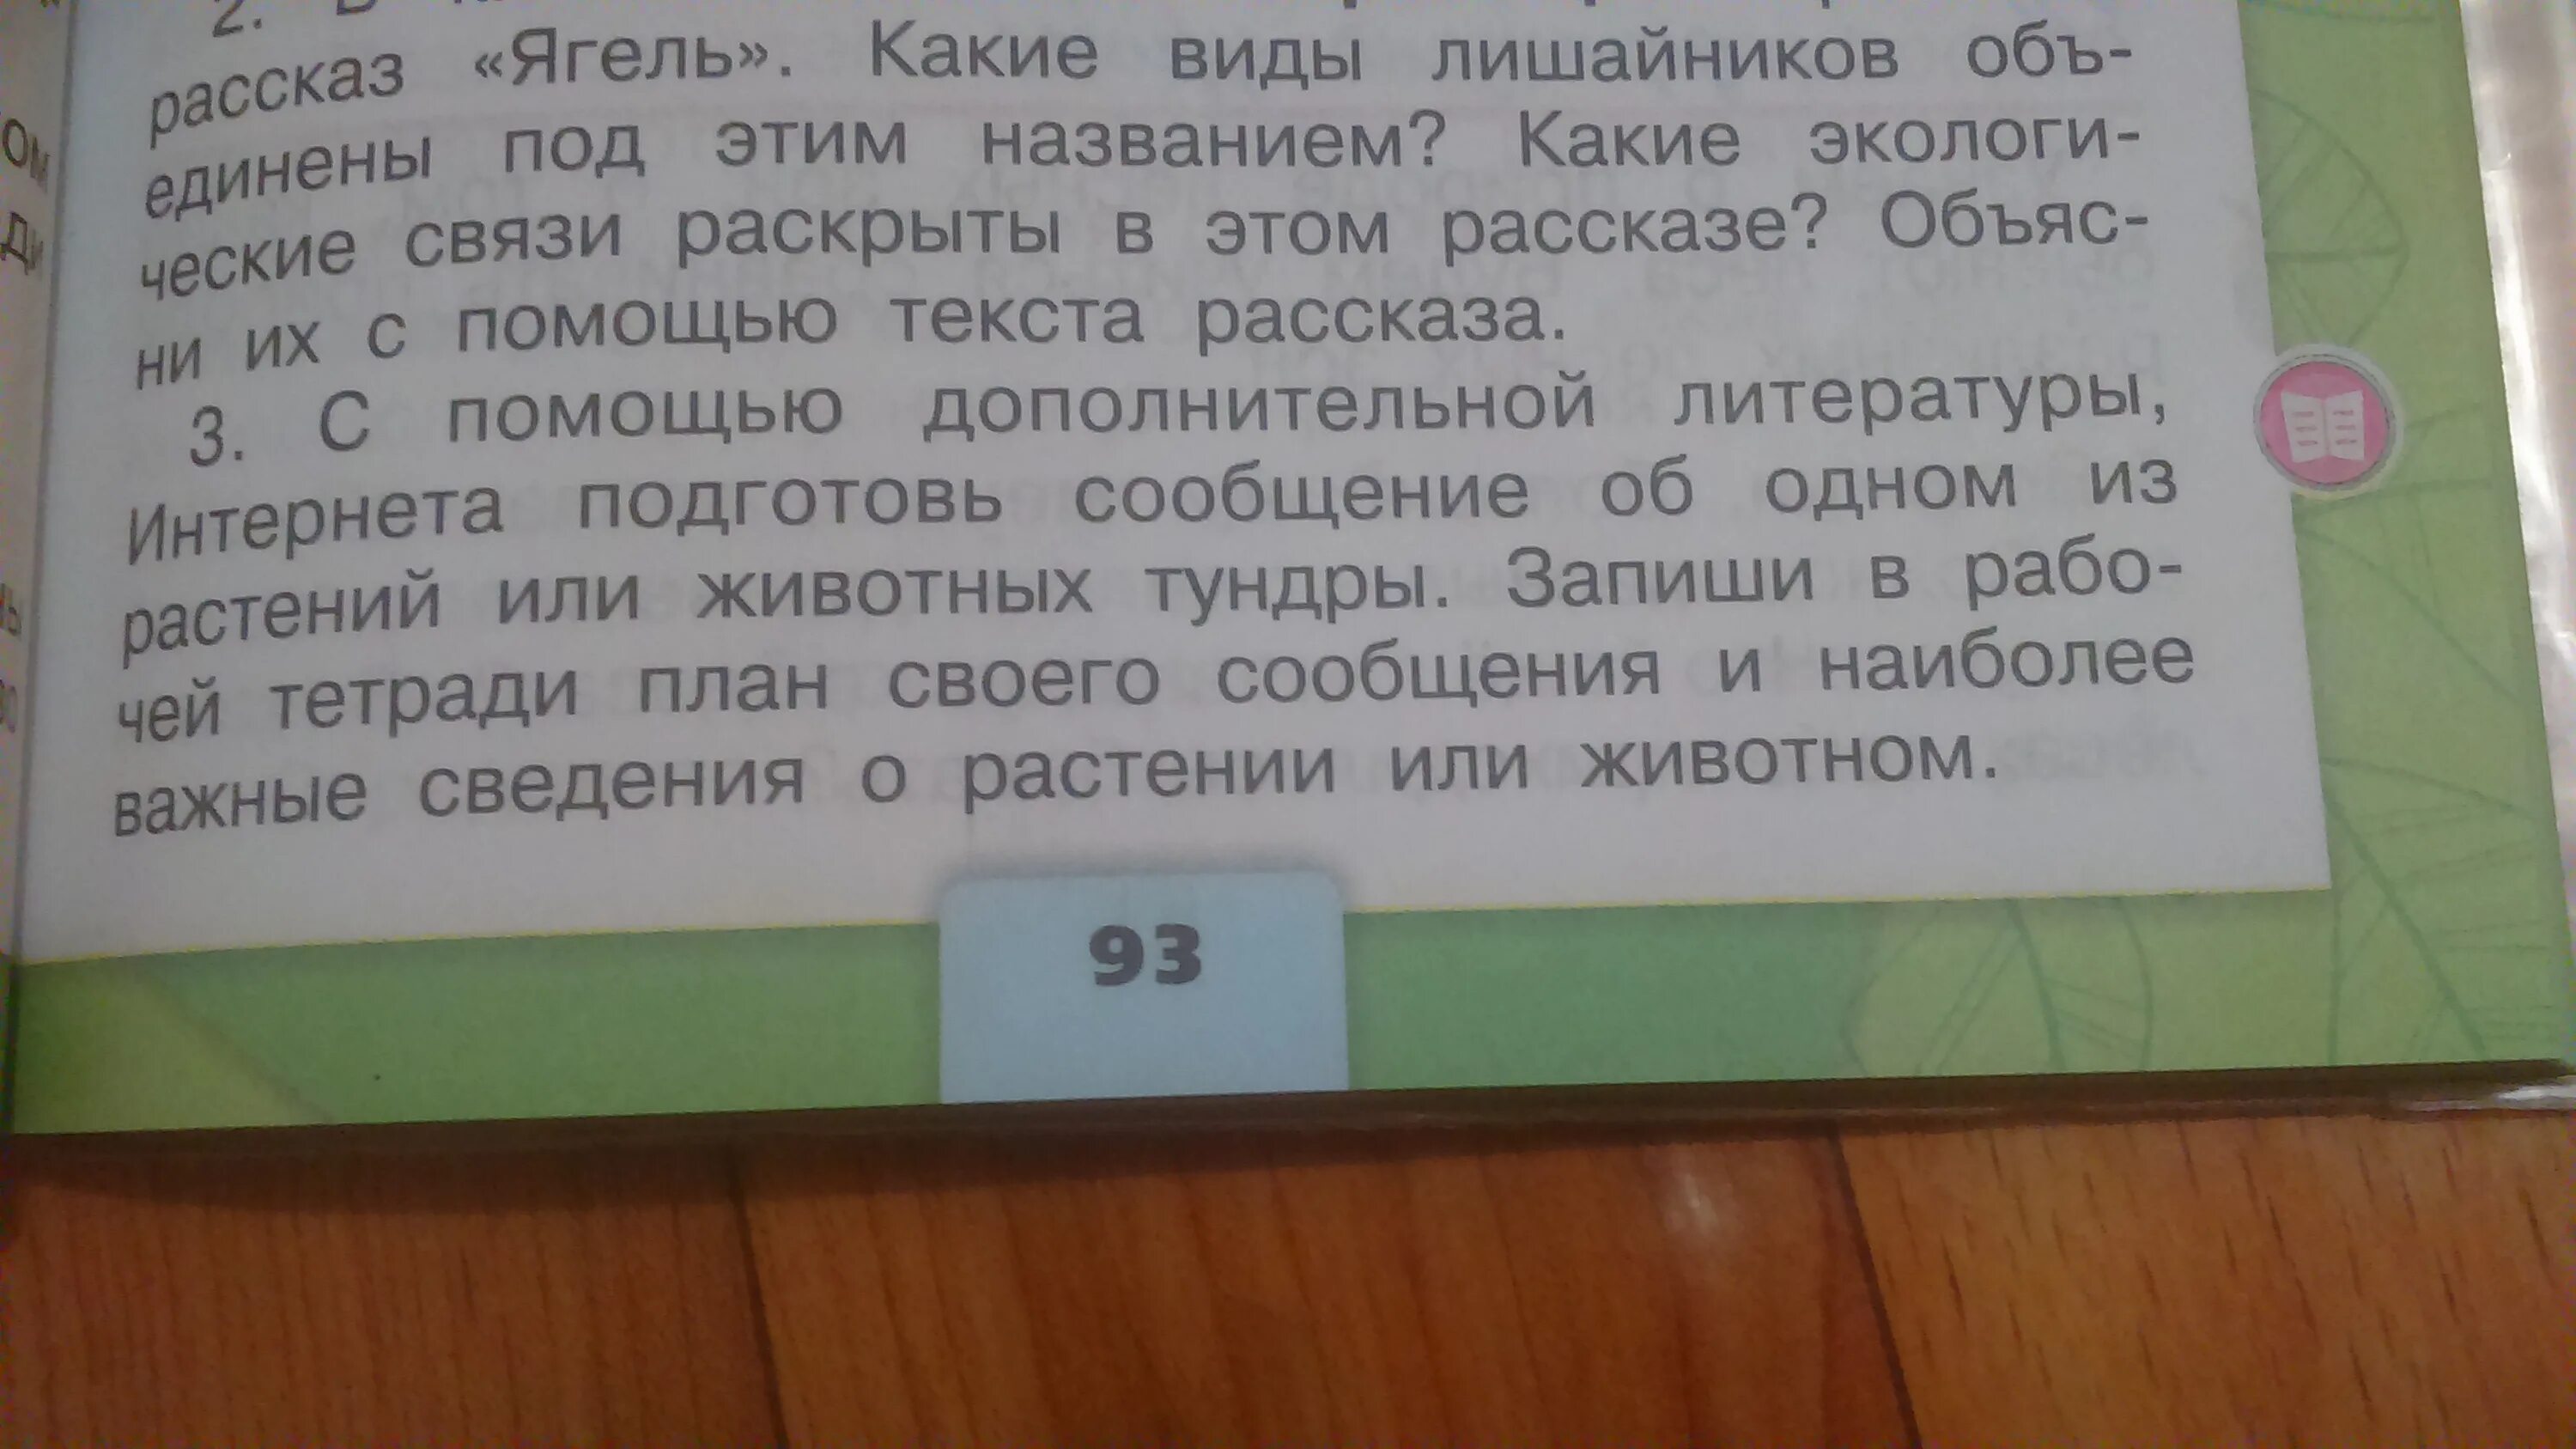 2.
рассказ «Ягель». Какие виды лишайников объ-
единены под этим названием? Какие экологи-
ческие связи раскрыты в этом рассказе? Объяс-
ни их с помощью текста рассказа.
3. С помощью дополнительной литературы,
Интернета подготовь сообщение об одном из
растений или животных тундры. Запиши в рабо-
чей тетради план своего сообщения и наиболее
важные сведения о растении или животном.
93